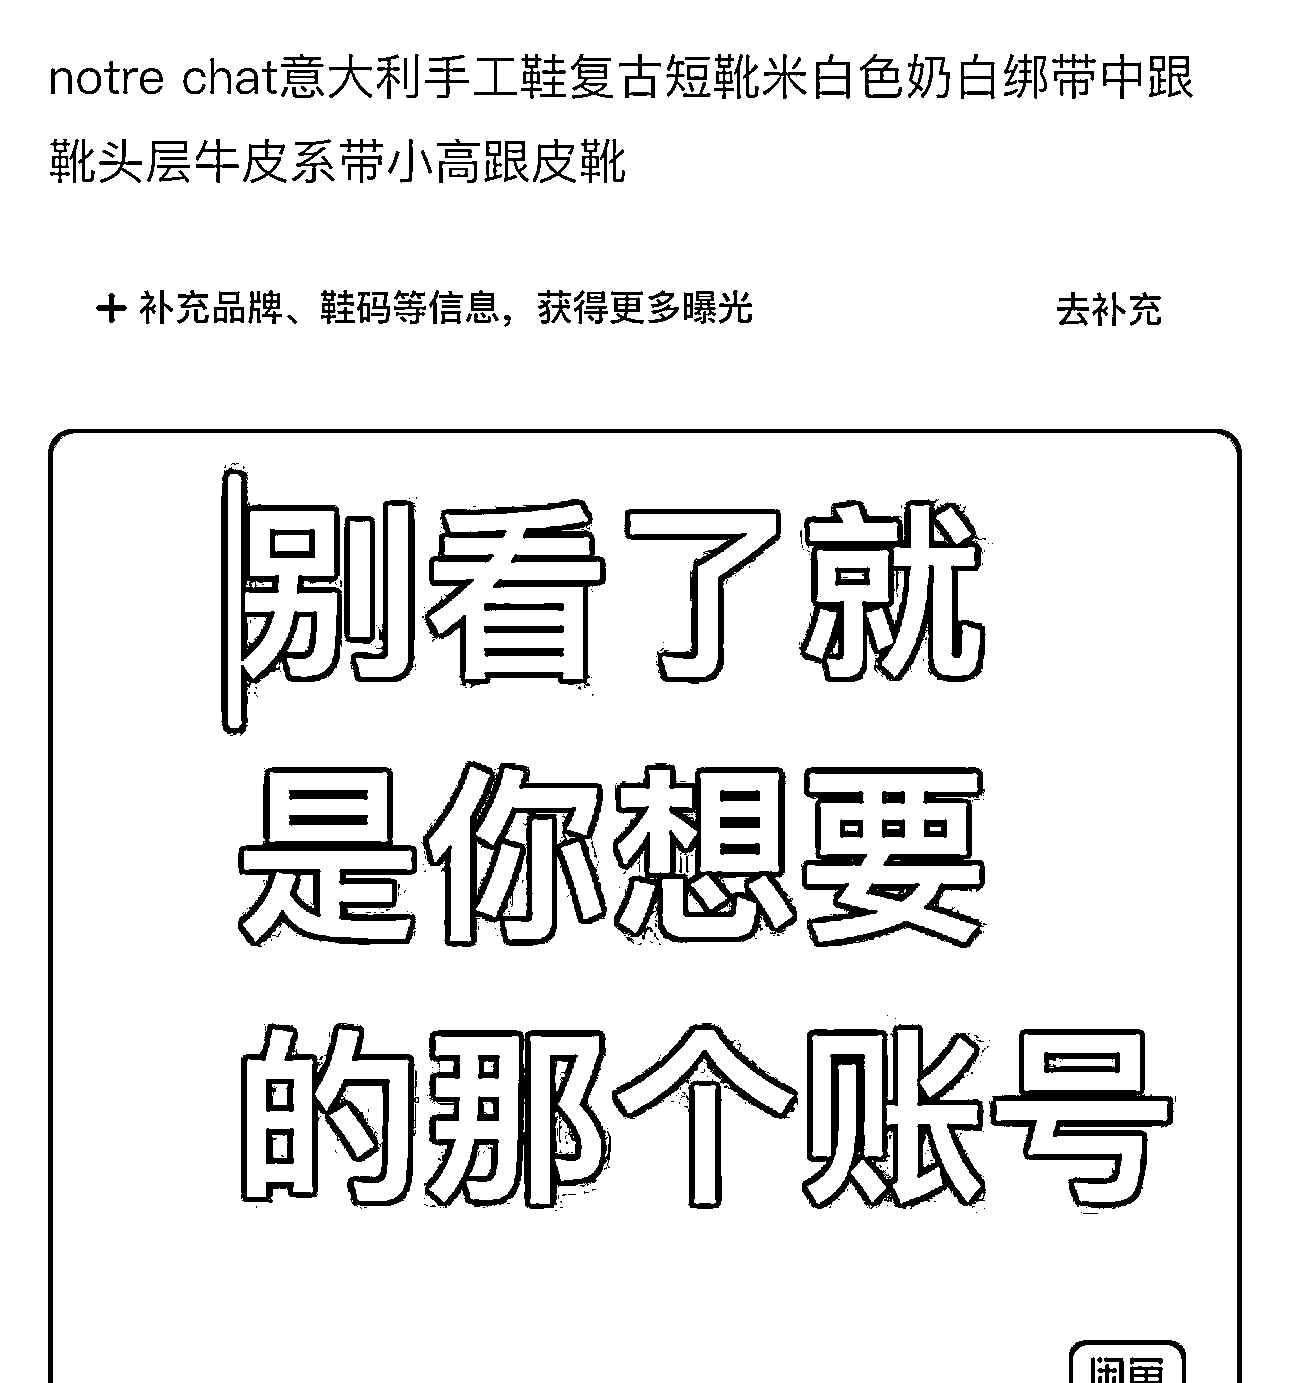 notre chat意大利手工鞋复古短靴米白色奶白绑带中跟
靴头层牛皮系带小高跟皮靴
+ 补充品牌、鞋码等信息，获得更多曝光
去补充
别看了就
是你想要
的那个账号
闲鱼